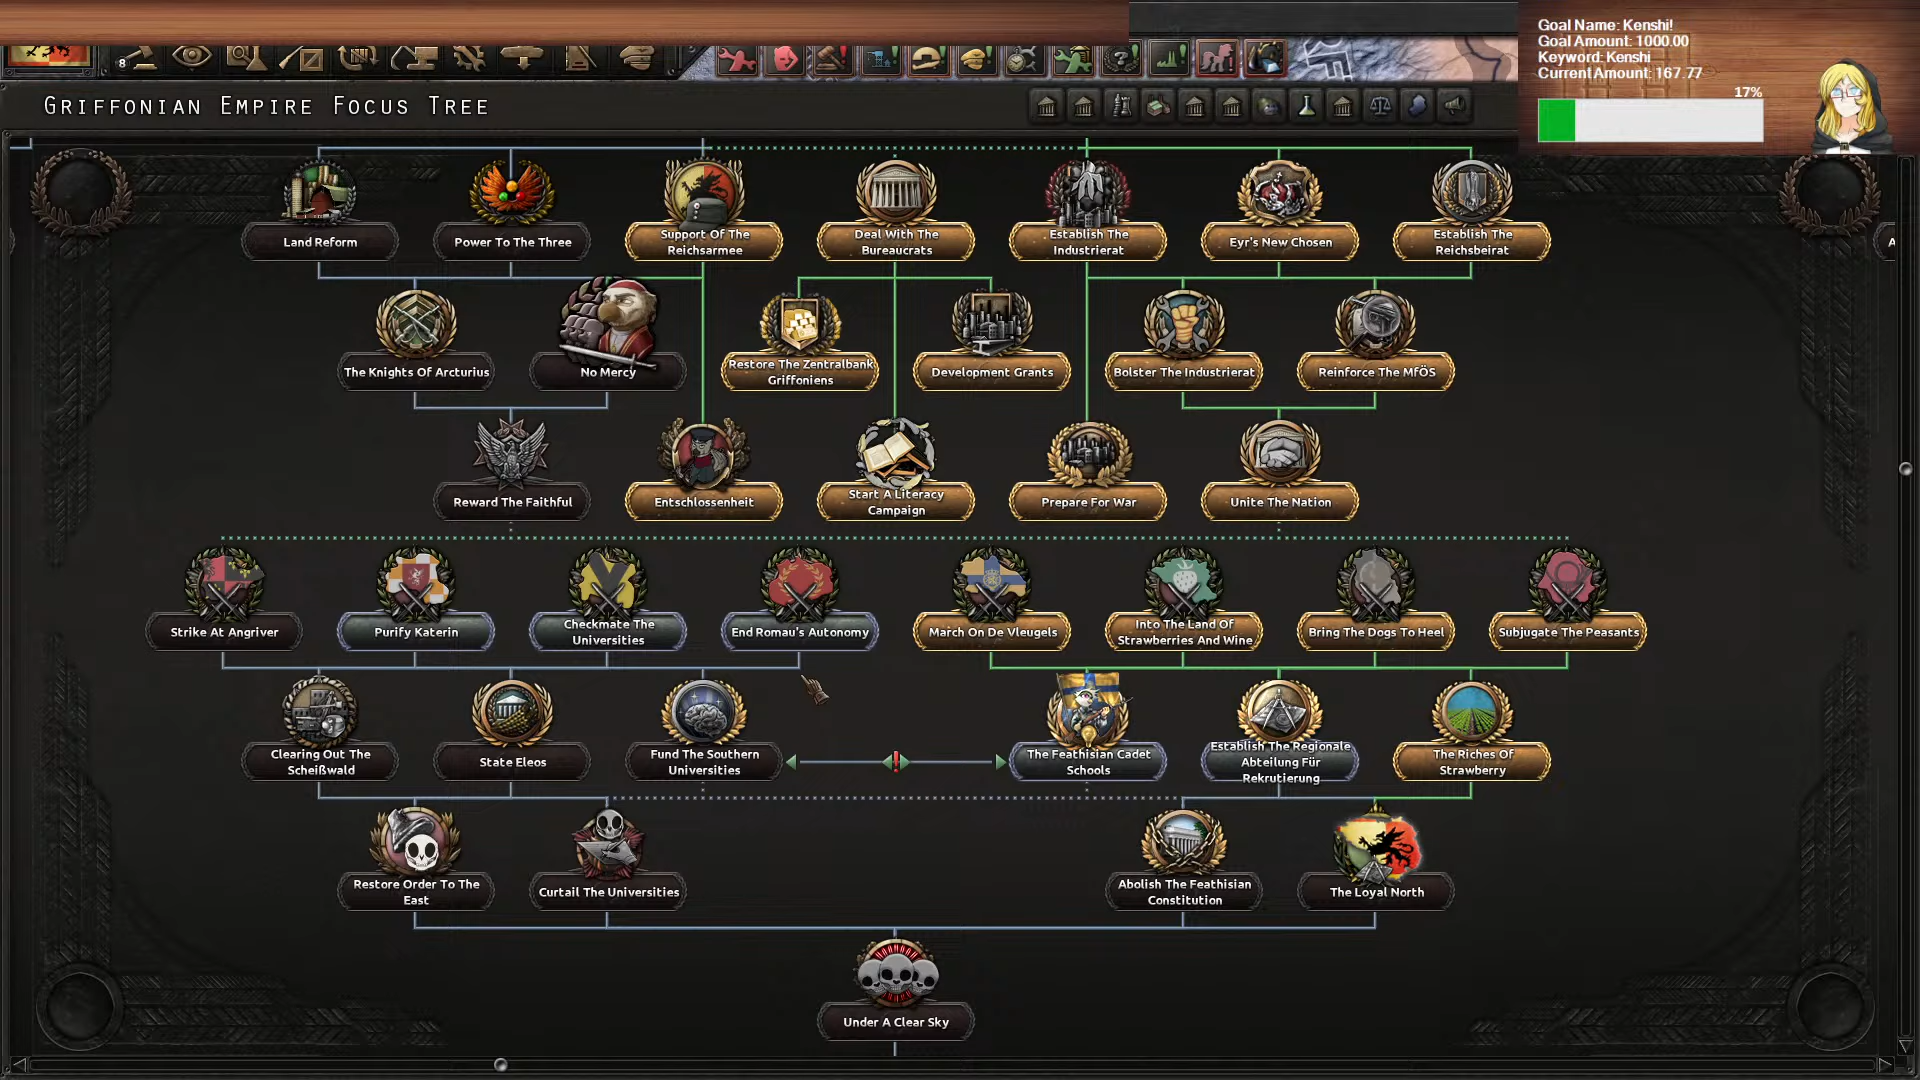 Goal Name: Kenshi!
Goal Amount: 1000.00
Keyword: Kenshi
Current Amount: 167.77
17%
8
GRIFFONIAN EMPIRE FOCUS TREE
Land Reform
Power To The Three
Support Of The
Reichsarmee
Deal With The
Bureaucrats
Establish The
Industrierat
Eyr's New Chosen
Establish The
Reichsbeirat
A
The Knights Of Arcturius
No Mercy
Restore The Zentralbank
Griffoniens
Development Grants
Bolster The Industrierat
Reinforce The MfÖS
Reward The Faithful
Entschlossenheit
Start A Literacy
Campaign
Prepare For War
Unite The Nation
Strike At Angriver
Purify Katerin
Checkmate The
Universities
End Romau's Autonomy
March On De Vleugels
Into The Land Of
Strawberries And Wine
Bring The Dogs To Heel
Subjugate The Peasants
Clearing Out The
Scheißwald
State Eleos
Fund The Southern
Universities
The Feathisian Cadet
Schools
Establish The Regionale
Abteilung Für
Rekrutierung
The Riches Of
Strawberry
Restore Order To The
East
Curtail The Universities
Abolish The Feathisian
Constitution
The Loyal North
Under A Clear Sky